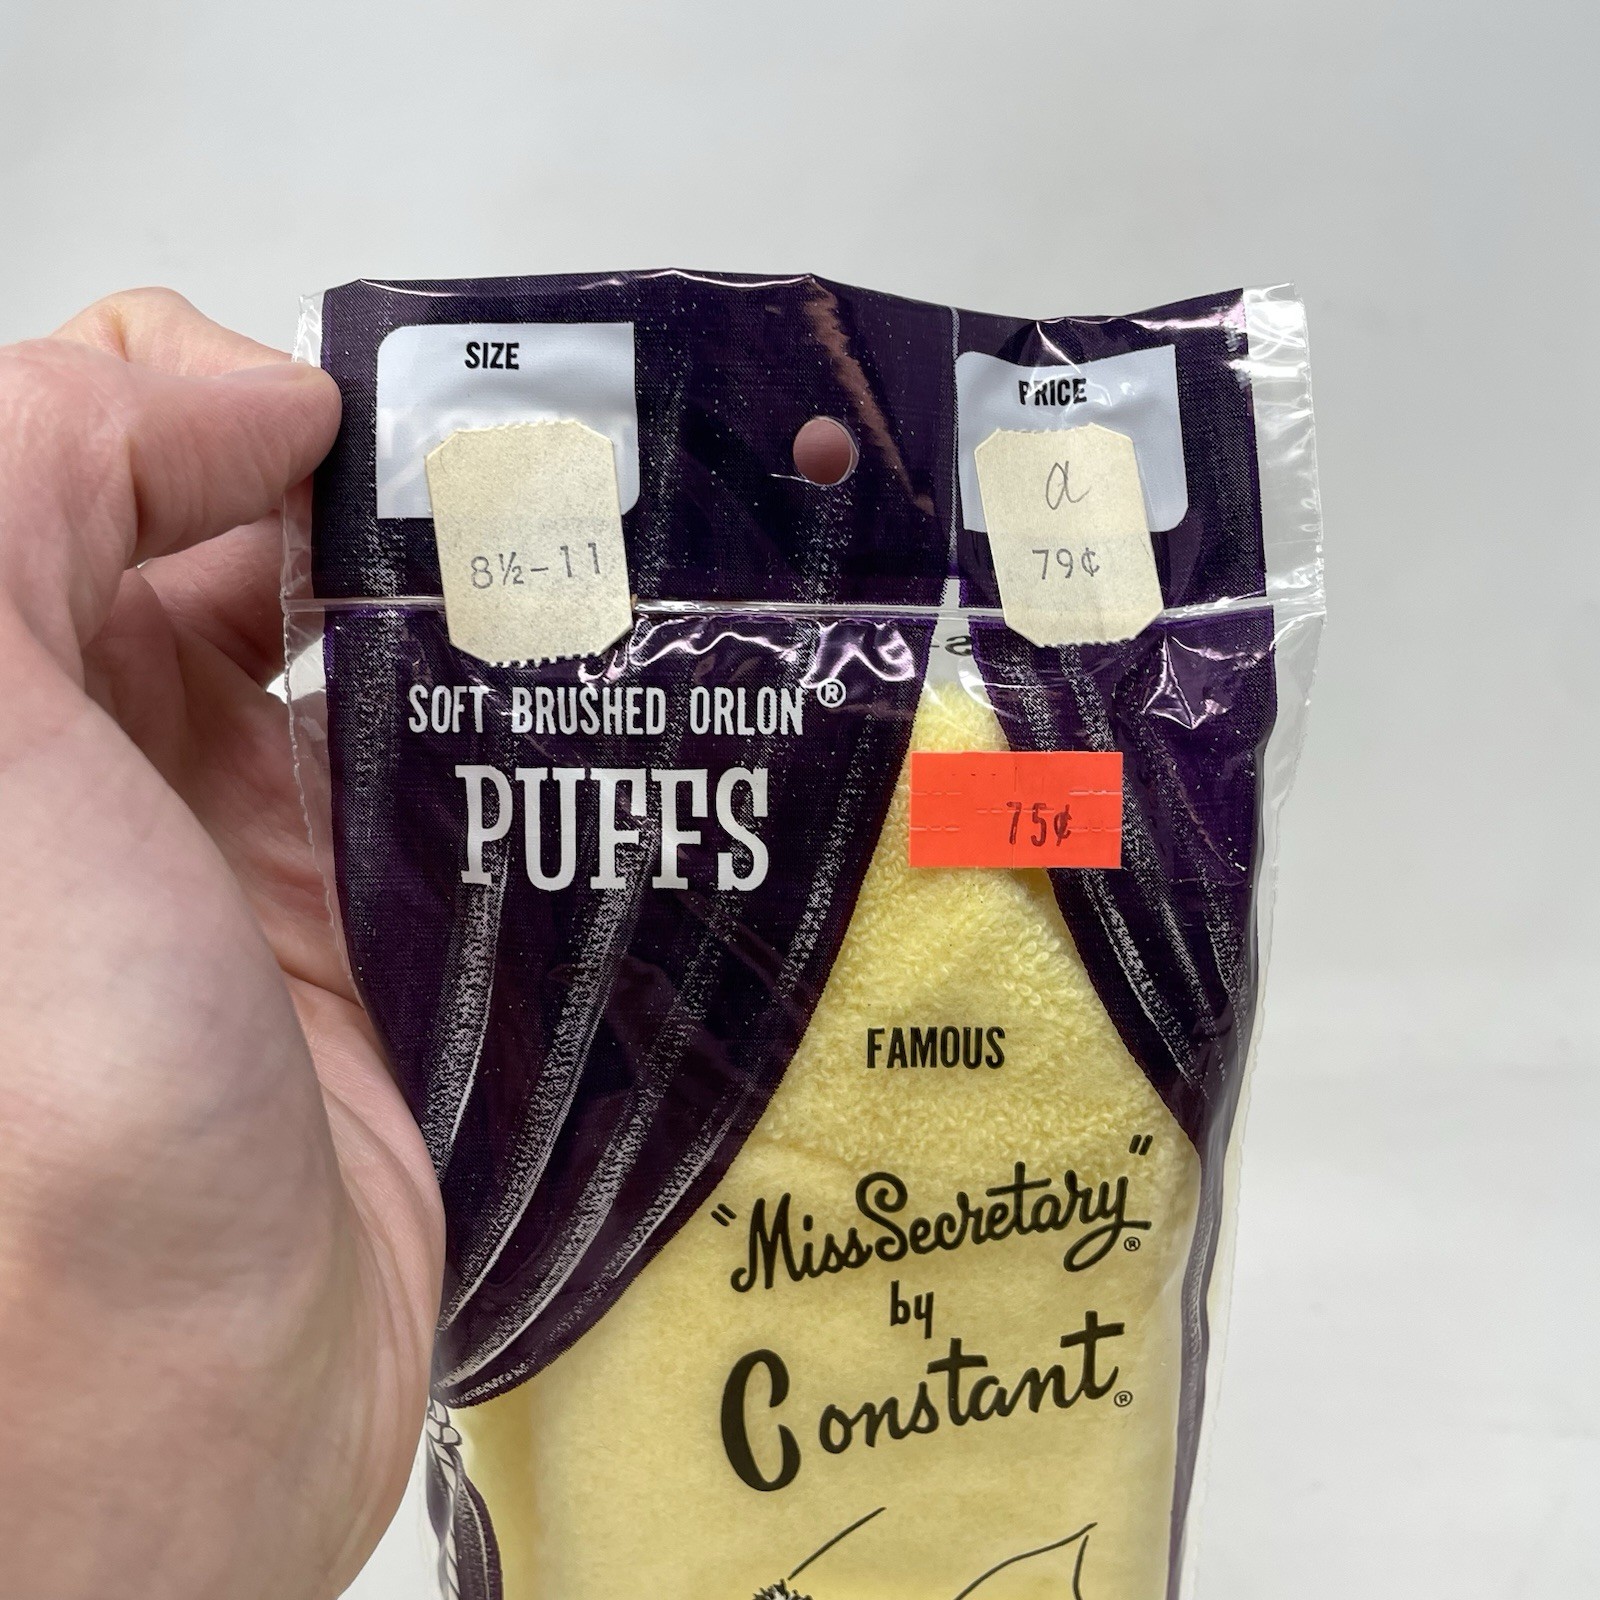 SIZE
8½-11
PRICE
a
79¢
SOFT BRUSHED ORLON®
PUFFS
75¢
FAMOUS
"Miss Secretary"®
by
Constant®